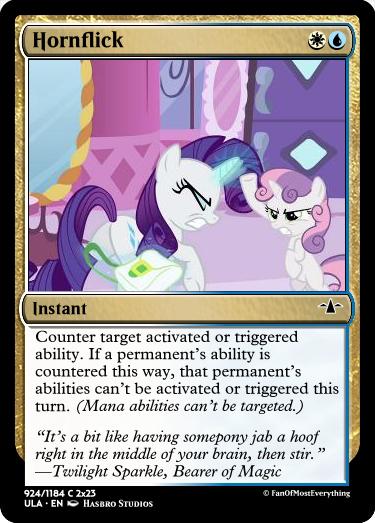 Hornflick
Instant
Counter target activated or triggered
ability. If a permanent's ability is
countered this way, that permanent's
abilities can't be activated or triggered this
turn. (Mana abilities can't be targeted.)
“It's a bit like having somepony jab a hoof
right in the middle of your brain, then stir.”
—Twilight Sparkle, Bearer of Magic
924/1184 C 2x23
ULA • EN Hasbro Studios
© FanOfMostEverything